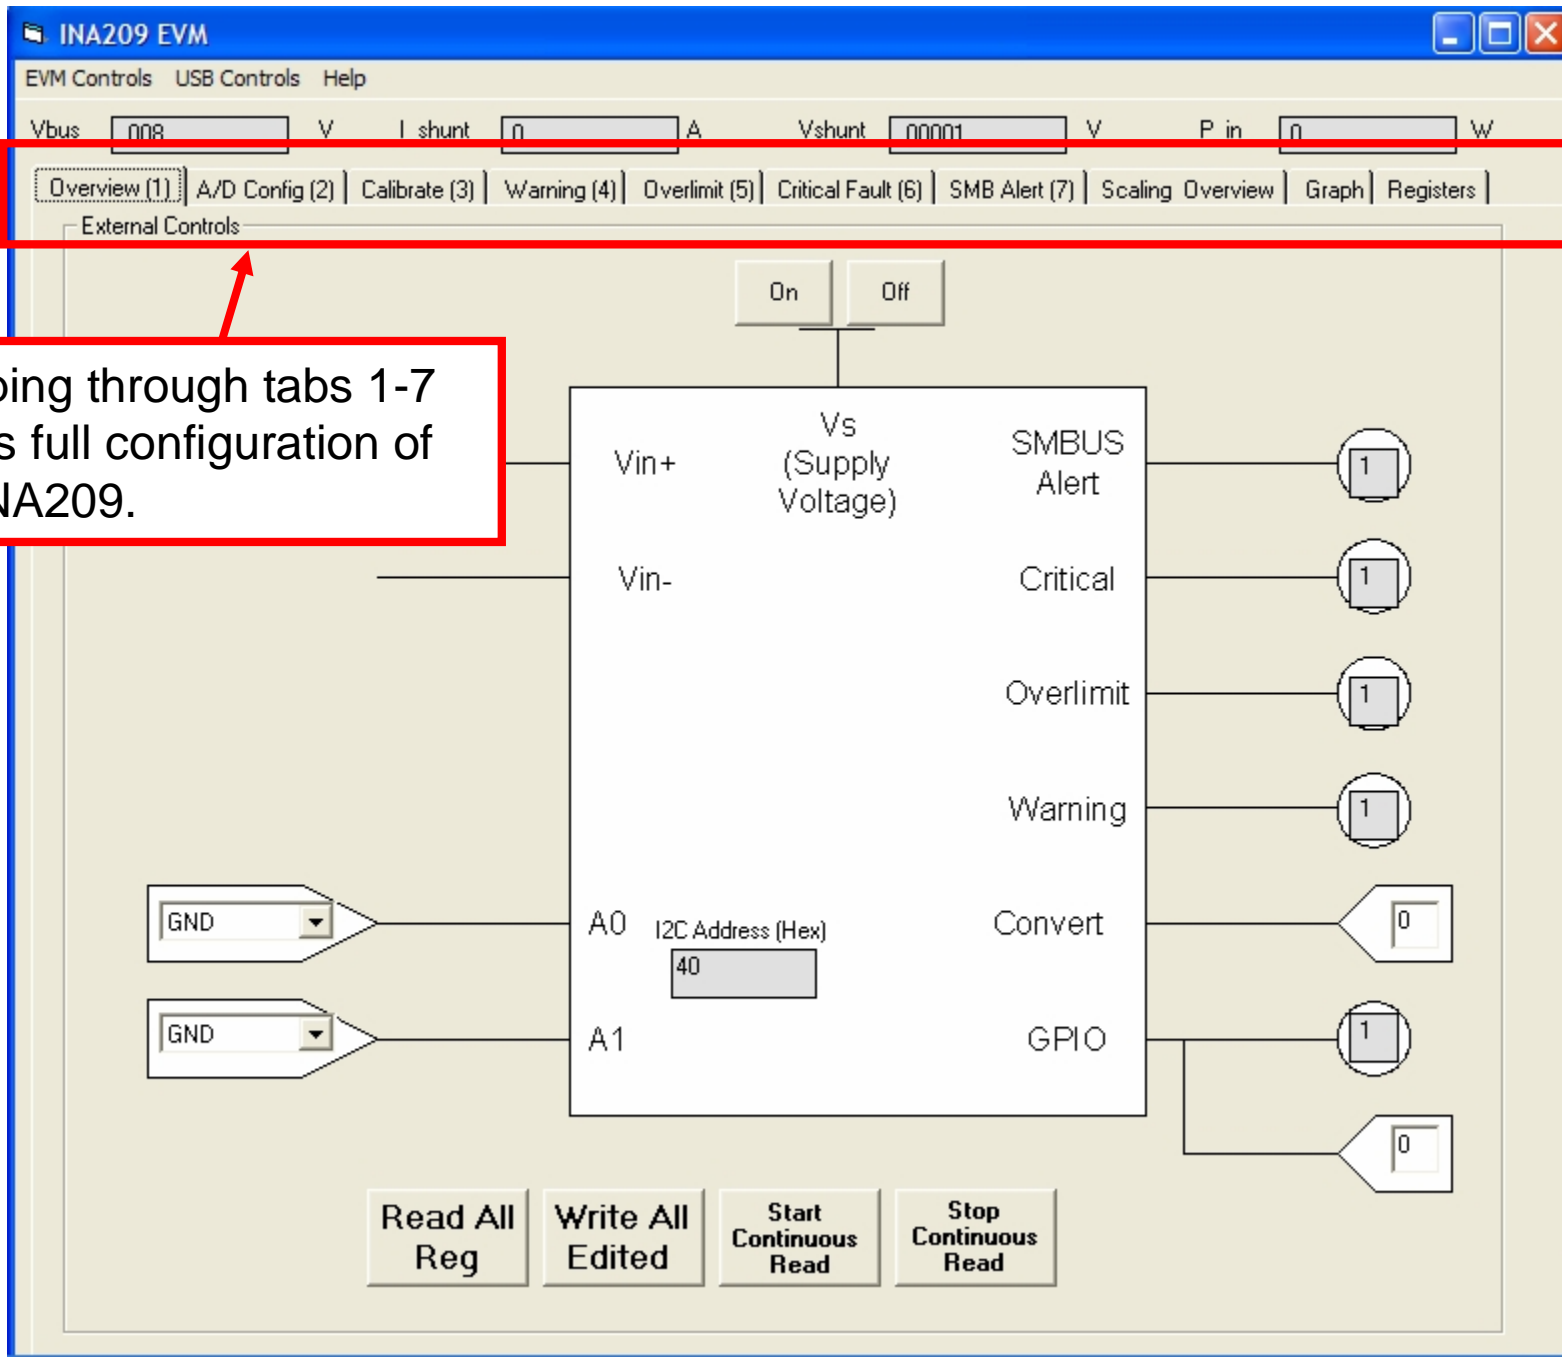 INA209 EVM
EVM Controls USB Controls Help
Vbus .008 V I shunt 0 A Vshunt .00001 V P in 0 W
Overview (1) A/D Config (2) Calibrate (3) Warning (4) Overlimit (5) Critical Fault (6) SMB Alert (7) Scaling Overview Graph Registers
External Controls
On Off
through tabs 1-7
full configuration of
Vin+
Vs
(Supply
Voltage)
SMBUS
Alert
1
Vin-
Critical
1
Overlimit
1
Warning
1
GND
A0
I2C Address (Hex)
40
Convert
0
GND
A1
GPIO
1
0
Read All
Reg
Write All
Edited
Start
Continuous
Read
Stop
Continuous
Read